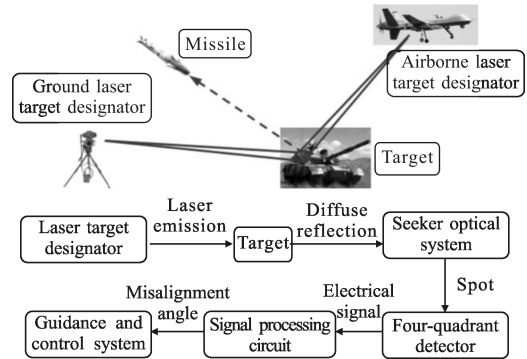 Missile
Airborne laser
target designator
Ground laser
target designator
Target
Laser target
designator
Laser
emission
Target
Diffuse
reflection
Seeker optical
system
Spot
Four-quadrant
detector
Electrical
signal
Signal processing
circuit
Misalignment
angle
Guidance and
control system